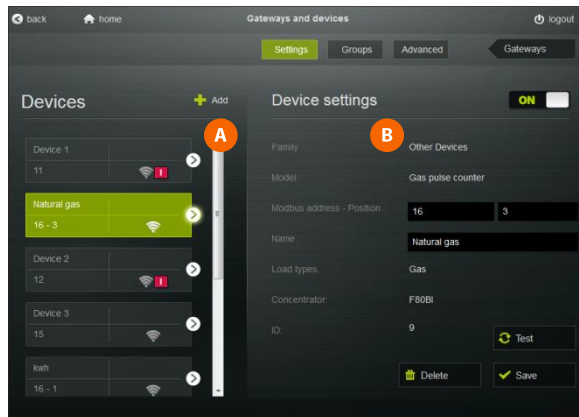 back home Gateways and devices logout
Settings Groups Advanced Gateways
Devices + Add
A
Device 1
11 I
Natural gas
16 - 3
Device 2
12 I
Device 3
15
kwh
16 - 1
Device settings ON
B
Family Other Devices
Model : Gas pulse counter
Modbus address - Position : 16 3
Name : Natural gas
Load types: Gas
Concentrator: F80BI
ID: 9
Test
Delete Save